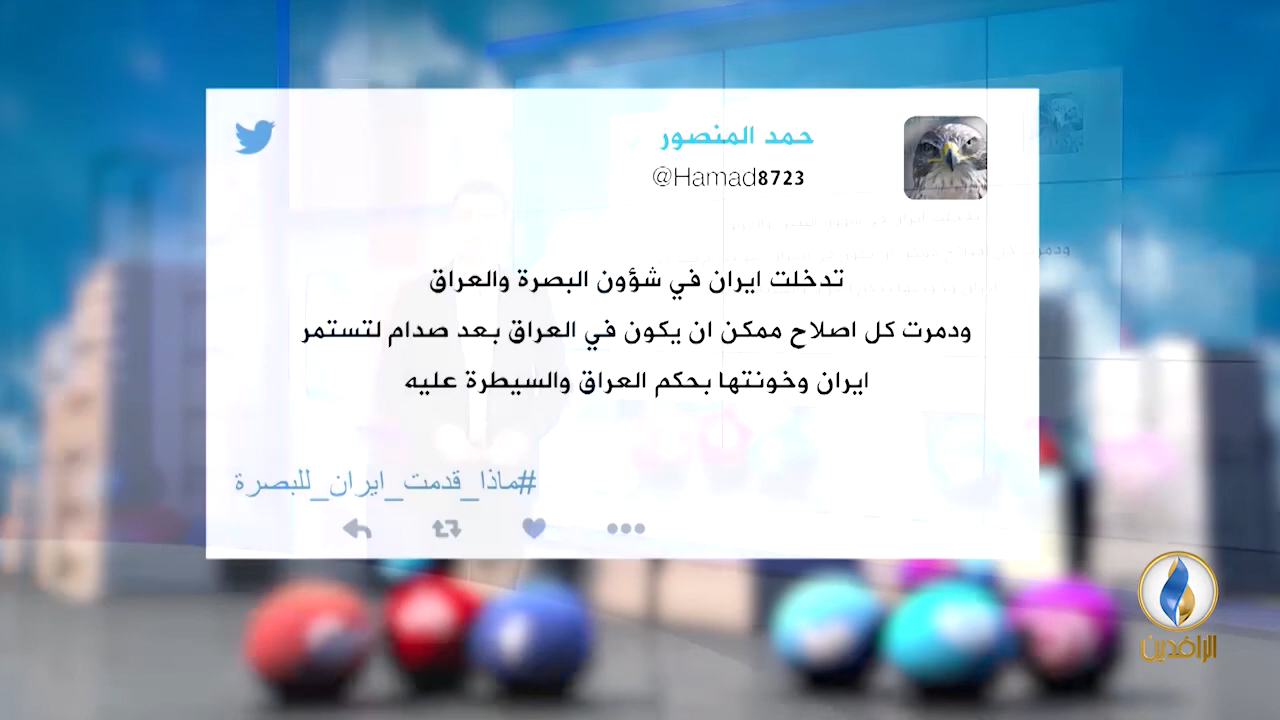 حمد المنصور
@Hamad8723
تدخلت ايران في شؤون البصرة والعراق
ودمرت كل اصلاح ممكن ان يكون في العراق بعد صدام لتستمر
ايران وخونتها بحكم العراق والسيطرة عليه
#ماذا_قدمت_ايران_للبصرة
الرافدين